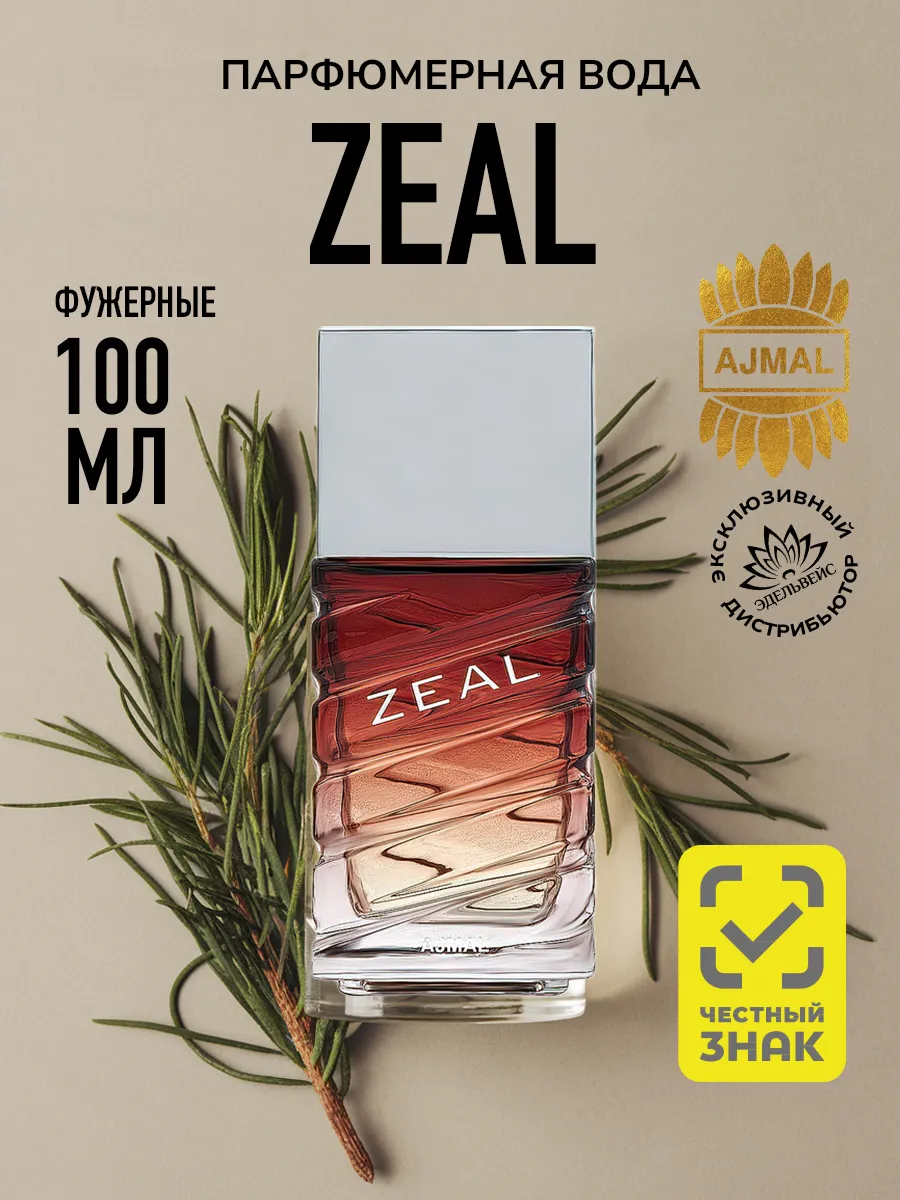 ПАРФЮМЕРНАЯ ВОДА
ZEAL
ФУЖЕРНЫЕ
100
МЛ
AJMAL
ЭКСКЛЮЗИВНЫЙ
ЭДЕЛЬВЕЙС
ДИСТРИБЬЮТОР
ZEAL
AJMAL
ЧЕСТНЫЙ
ЗНАК